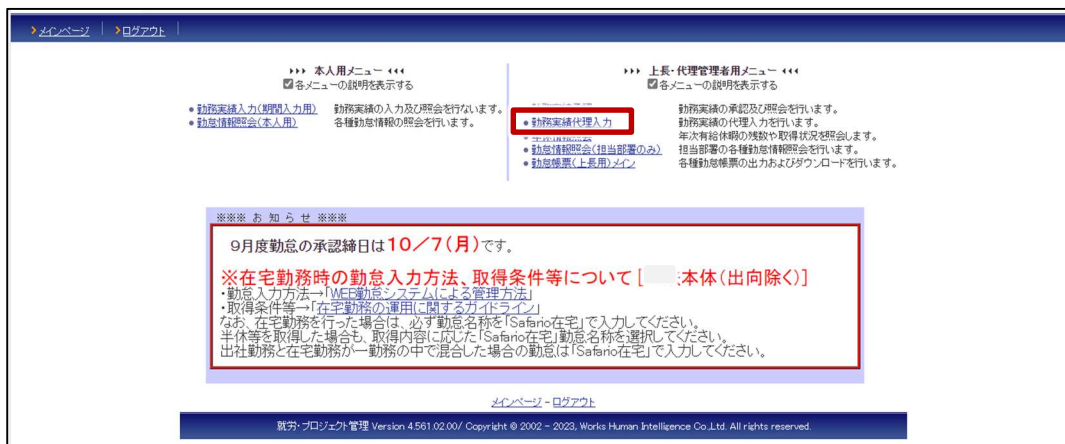 メインページ ログアウト
本人用メニュー
各メニューの説明を表示する
勤務実績入力(期間入力用) 勤務実績の入力及び照会を行ないます。
勤怠情報照会(本人用) 各種勤怠情報の照会を行います。
上長・代理管理者用メニュー
各メニューの説明を表示する
勤務実績の承認及び照会を行います。
勤務実績代理入力 勤務実績の代理入力を行います。
年次有給休暇の残数や取得状況を照会します。
勤怠情報照会(担当部署のみ) 担当部署の各種勤怠情報照会を行います。
勤怠帳票(上長用)メイン 各種勤怠帳票の出力およびダウンロードを行います。
※※※ お 知 ら せ ※※※
9月度勤怠の承認締日は10/7(月)です。
※在宅勤務時の勤怠入力方法、取得条件等について[ 本体(出向除く)]
・勤怠入力方法→「WEB勤怠システムによる管理方法」
・取得条件等→「在宅勤務の運用に関するガイドライン」
なお、在宅勤務を行った場合は、必ず勤怠名称を「Safario在宅」で入力してください。
半休等を取得した場合も、取得内容に応じた「Safario在宅」勤怠名称を選択してください。
出社勤務と在宅勤務が一勤務の中で混合した場合の勤怠は「Safario在宅」で入力してください。
メインページ - ログアウト
就労・プロジェクト管理 Version 4.561.02.00/ Copyright © 2002 - 2023, Works Human Intelligence Co.,Ltd. All rights reserved.